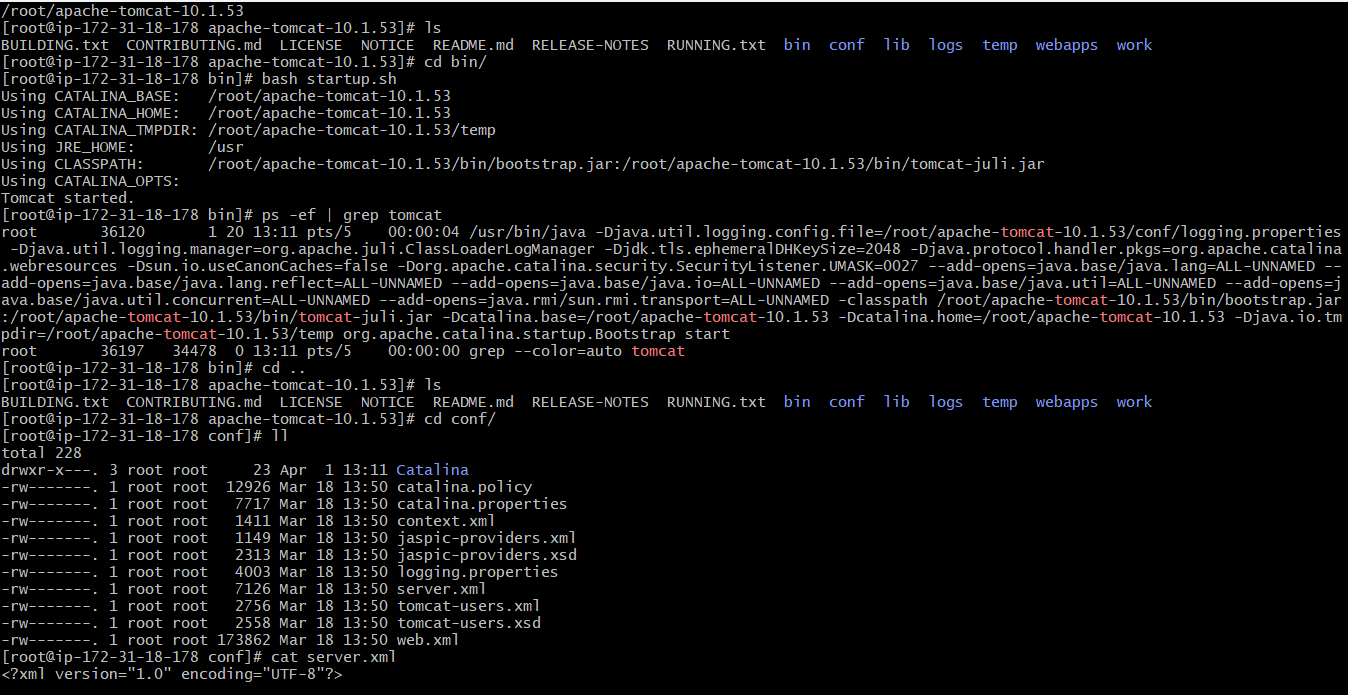 /root/apache-tomcat-10.1.53
[root@ip-172-31-18-178 apache-tomcat-10.1.53]# ls
BUILDING.txt  CONTRIBUTING.md  LICENSE  NOTICE  README.md  RELEASE-NOTES  RUNNING.txt  bin  conf  lib  logs  temp  webapps  work
[root@ip-172-31-18-178 apache-tomcat-10.1.53]# cd bin/
[root@ip-172-31-18-178 bin]# bash startup.sh
Using CATALINA_BASE:   /root/apache-tomcat-10.1.53
Using CATALINA_HOME:   /root/apache-tomcat-10.1.53
Using CATALINA_TMPDIR: /root/apache-tomcat-10.1.53/temp
Using JRE_HOME:        /usr
Using CLASSPATH:       /root/apache-tomcat-10.1.53/bin/bootstrap.jar:/root/apache-tomcat-10.1.53/bin/tomcat-juli.jar
Using CATALINA_OPTS:
Tomcat started.
[root@ip-172-31-18-178 bin]# ps -ef | grep tomcat
root       36120       1 20 13:11 pts/5    00:00:04 /usr/bin/java -Djava.util.logging.config.file=/root/apache-tomcat-10.1.53/conf/logging.properties
 -Djava.util.logging.manager=org.apache.juli.ClassLoaderLogManager -Djdk.tls.ephemeralDHKeySize=2048 -Djava.protocol.handler.pkgs=org.apache.catalina
.webresources -Dsun.io.useCanonCaches=false -Dorg.apache.catalina.security.SecurityListener.UMASK=0027 --add-opens=java.base/java.lang=ALL-UNNAMED --
add-opens=java.base/java.lang.reflect=ALL-UNNAMED --add-opens=java.base/java.io=ALL-UNNAMED --add-opens=java.base/java.util=ALL-UNNAMED --add-opens=j
ava.base/java.util.concurrent=ALL-UNNAMED --add-opens=java.rmi/sun.rmi.transport=ALL-UNNAMED -classpath /root/apache-tomcat-10.1.53/bin/bootstrap.jar
:/root/apache-tomcat-10.1.53/bin/tomcat-juli.jar -Dcatalina.base=/root/apache-tomcat-10.1.53 -Dcatalina.home=/root/apache-tomcat-10.1.53 -Djava.io.tm
pdir=/root/apache-tomcat-10.1.53/temp org.apache.catalina.startup.Bootstrap start
root       36197   34478  0 13:11 pts/5    00:00:00 grep --color=auto tomcat
[root@ip-172-31-18-178 bin]# cd ..
[root@ip-172-31-18-178 apache-tomcat-10.1.53]# ls
BUILDING.txt  CONTRIBUTING.md  LICENSE  NOTICE  README.md  RELEASE-NOTES  RUNNING.txt  bin  conf  lib  logs  temp  webapps  work
[root@ip-172-31-18-178 apache-tomcat-10.1.53]# cd conf/
[root@ip-172-31-18-178 conf]# ll
total 228
drwxr-x---. 3 root root     23 Apr  1 13:11 Catalina
-rw-------. 1 root root  12926 Mar 18 13:50 catalina.policy
-rw-------. 1 root root   7717 Mar 18 13:50 catalina.properties
-rw-------. 1 root root   1411 Mar 18 13:50 context.xml
-rw-------. 1 root root   1149 Mar 18 13:50 jaspic-providers.xml
-rw-------. 1 root root   2313 Mar 18 13:50 jaspic-providers.xsd
-rw-------. 1 root root   4003 Mar 18 13:50 logging.properties
-rw-------. 1 root root   7126 Mar 18 13:50 server.xml
-rw-------. 1 root root   2756 Mar 18 13:50 tomcat-users.xml
-rw-------. 1 root root   2558 Mar 18 13:50 tomcat-users.xsd
-rw-------. 1 root root 173862 Mar 18 13:50 web.xml
[root@ip-172-31-18-178 conf]# cat server.xml
<?xml version="1.0" encoding="UTF-8"?>